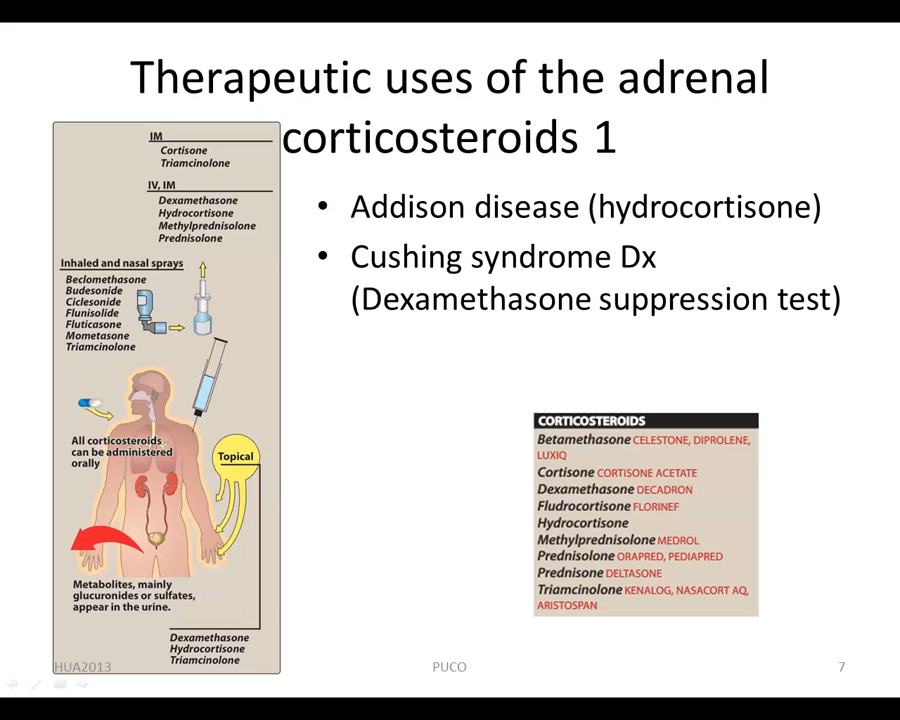 Therapeutic uses of the adrenal
corticosteroids 1
IM
Cortisone
Triamcinolone
IV, IM
Dexamethasone
Hydrocortisone
Methylprednisolone
Prednisolone
Inhaled and nasal sprays
Beclomethasone
Budesonide
Ciclesonide
Flunisolide
Fluticasone
Mometasone
Triamcinolone
All corticosteroids
can be administered
orally
Topical
Metabolites, mainly
glucuronides or sulfates,
appear in the urine.
Dexamethasone
Hydrocortisone
Triamcinolone
• Addison disease (hydrocortisone)
• Cushing syndrome Dx
(Dexamethasone suppression test)
CORTICOSTEROIDS
Betamethasone CELESTONE, DIPROLENE,
LUXIQ
Cortisone CORTISONE ACETATE
Dexamethasone DECADRON
Fludrocortisone FLORINEF
Hydrocortisone
Methylprednisolone MEDROL
Prednisolone ORAPRED, PEDIAPRED
Prednisone DELTASONE
Triamcinolone KENALOG, NASACORT AQ,
ARISTOSPAN
HUA2013
PUCO
7